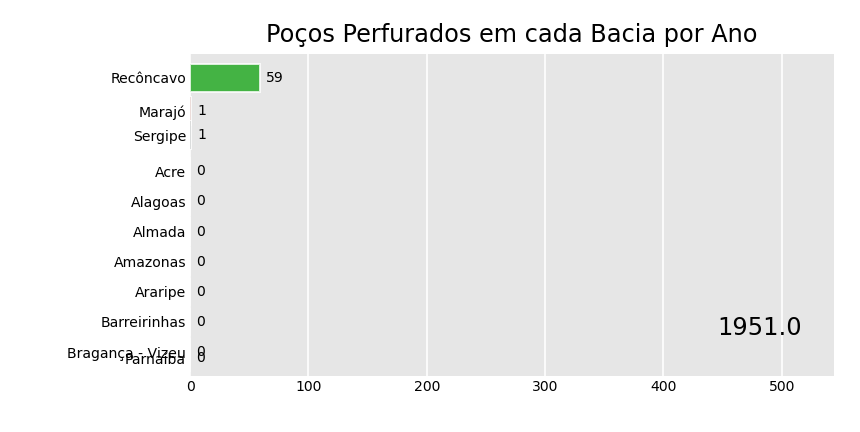 Poços Perfurados em cada Bacia por Ano
Recôncavo 59
Marajó 1
Sergipe 1
Acre 0
Alagoas 0
Almada 0
Amazonas 0
Araripe 0
Barreirinhas 0
1951.0
Bragança - Vizeu 0
Parnaíba 0
0 100 200 300 400 500